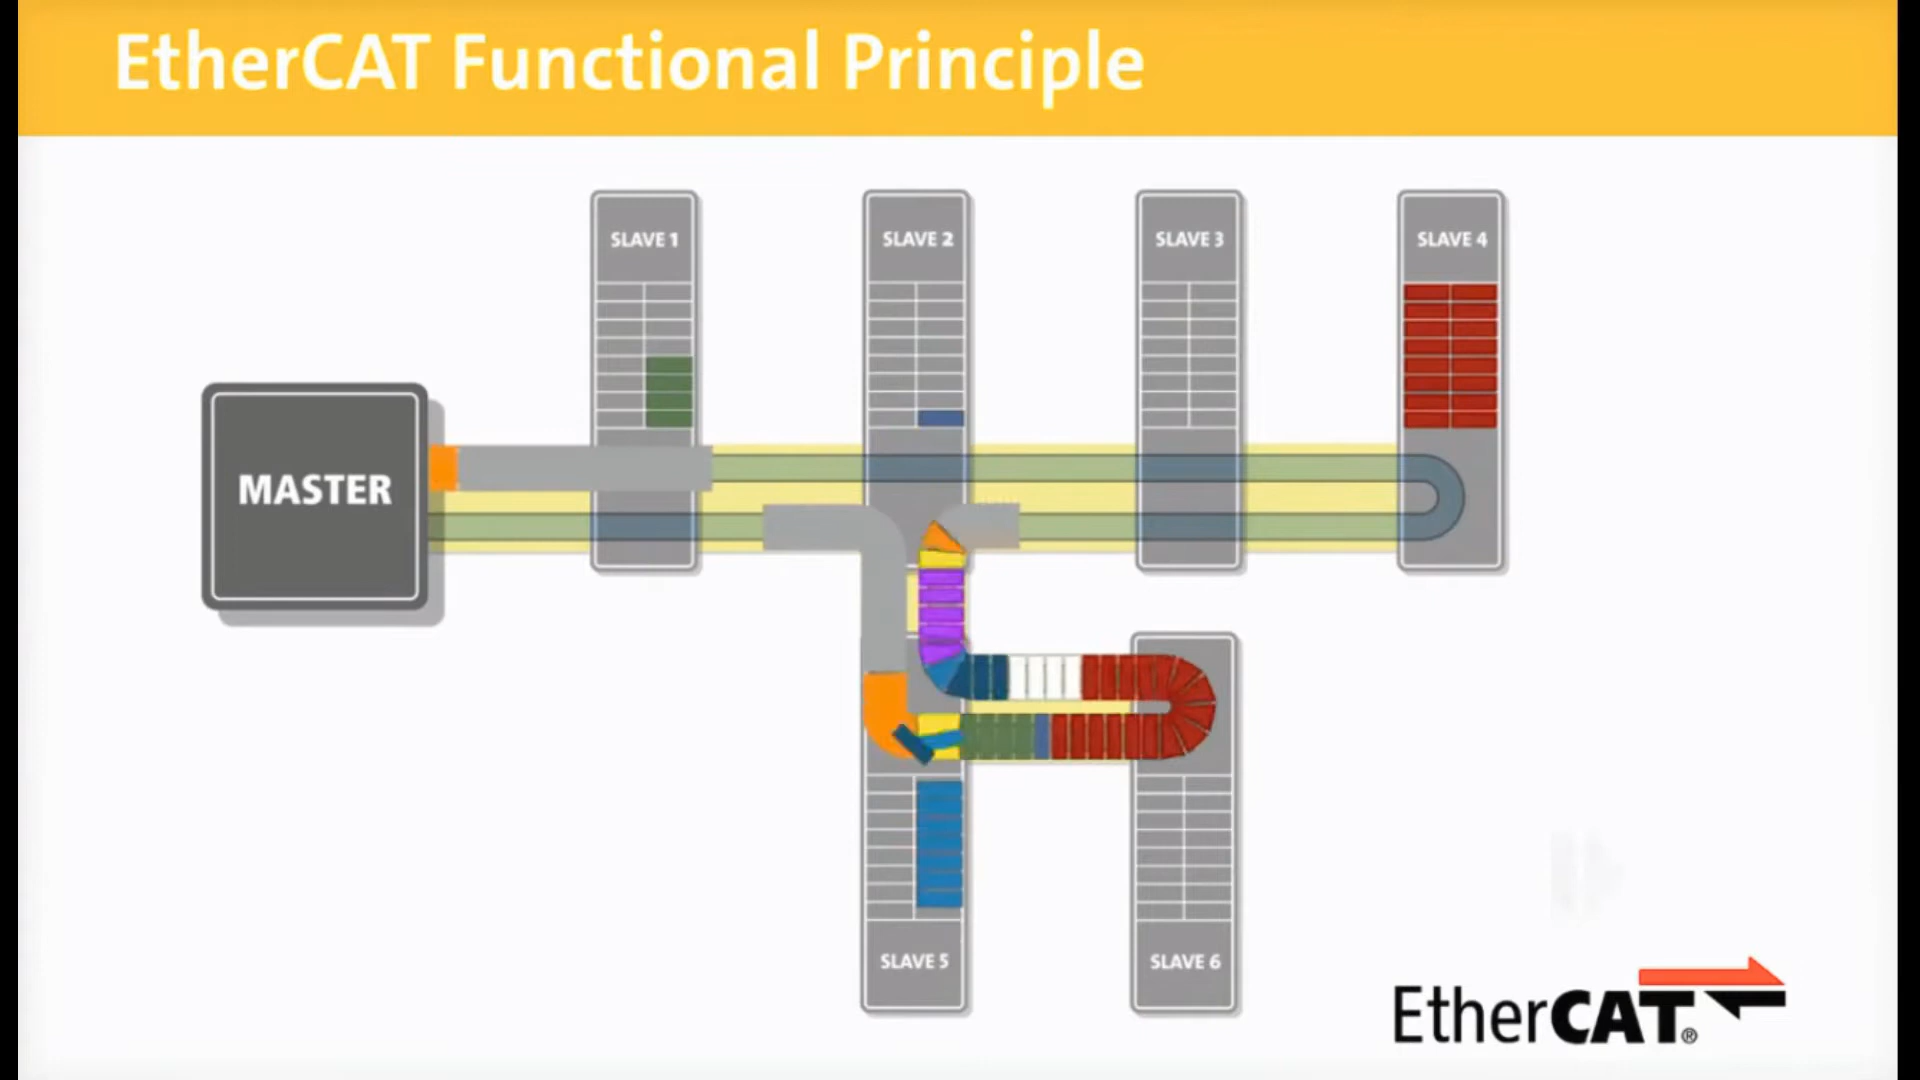 EtherCAT Functional Principle
SLAVE 1
SLAVE 2
SLAVE 3
SLAVE 4
MASTER
SLAVE 5
SLAVE 6
EtherCAT®